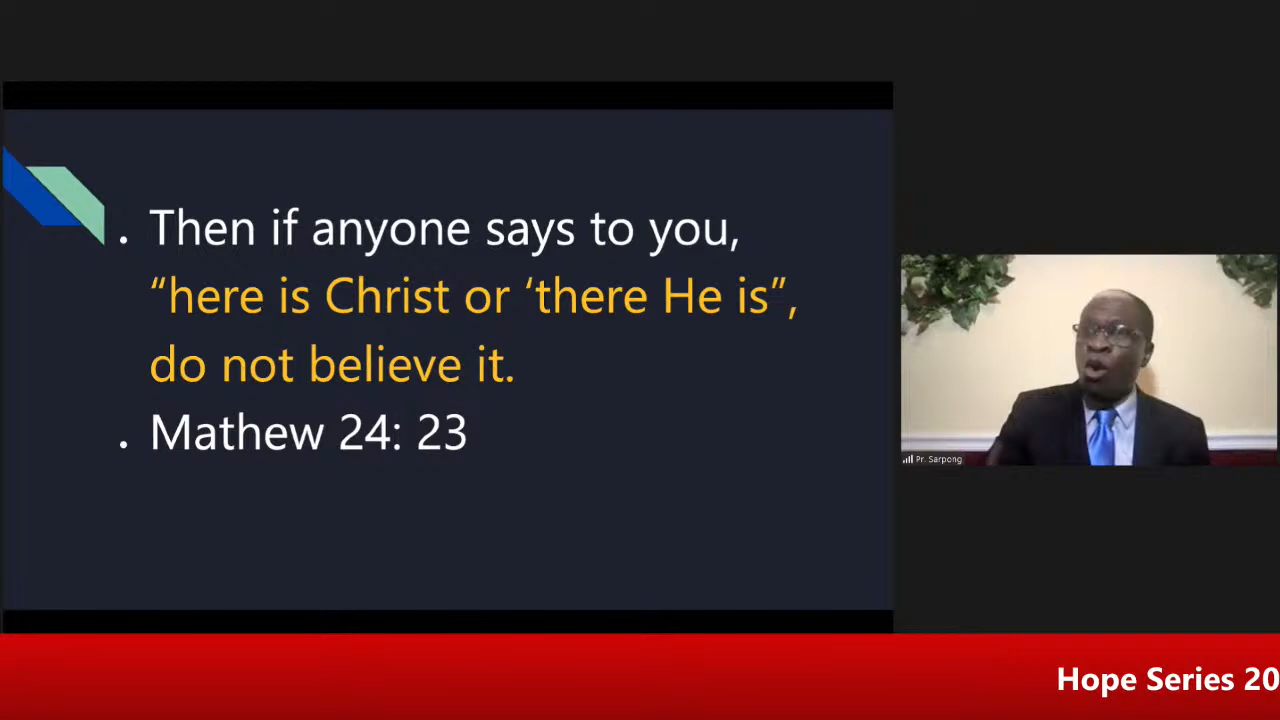 . Then if anyone says to you,
“here is Christ or ‘there He is”,
do not believe it.
. Mathew 24: 23
Pr. Sarpong
Hope Series 20